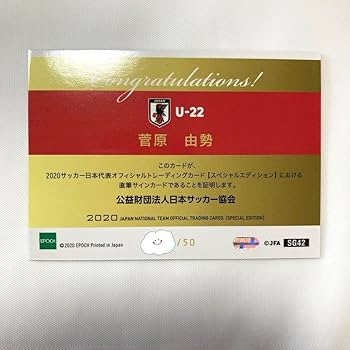 Congratulations!
JAPAN
JFA
U-22
菅原 由勢
このカードが、
2020サッカー日本代表オフィシャルトレーディングカード【スペシャルエディション】における
直筆サインカードであることを証明します。
公益財団法人日本サッカー協会
2020 JAPAN NATIONAL TEAM OFFICIAL TRADING CARDS [SPECIAL EDITION]
EPOCH ©2020 EPOCH Printed in Japan /50 ©JFA SG42